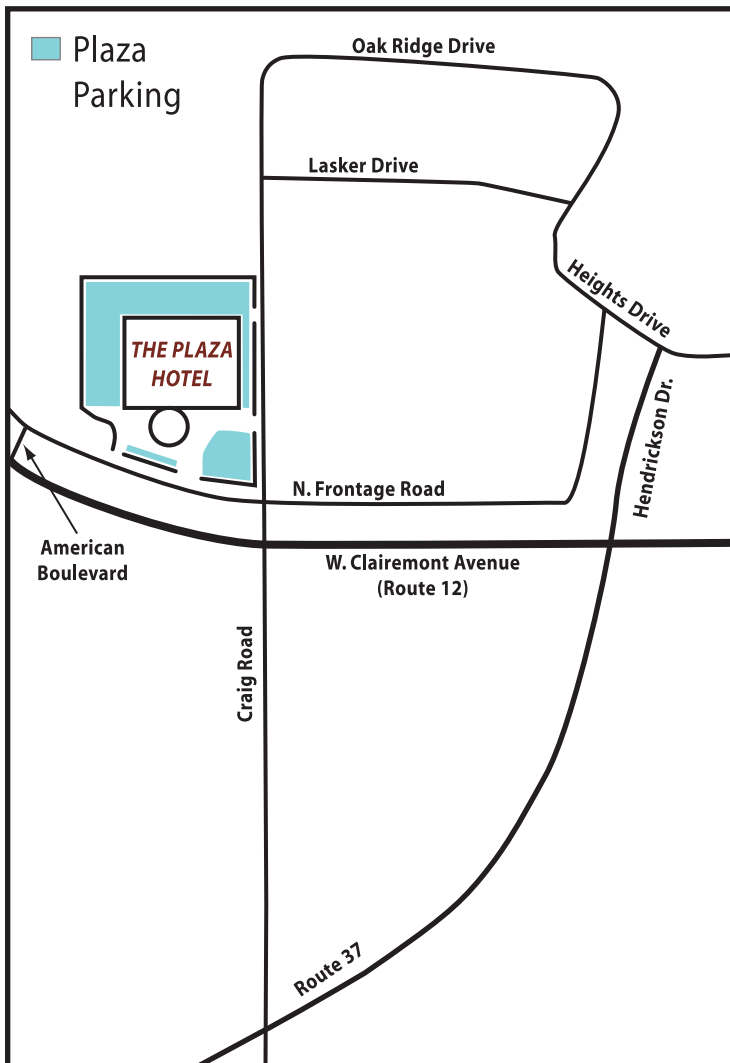 Plaza
Parking
Oak Ridge Drive
Lasker Drive
Heights Drive
THE PLAZA
HOTEL
Hendrickson Dr.
N. Frontage Road
American
Boulevard
W. Clairemont Avenue
(Route 12)
Craig Road
Route 37